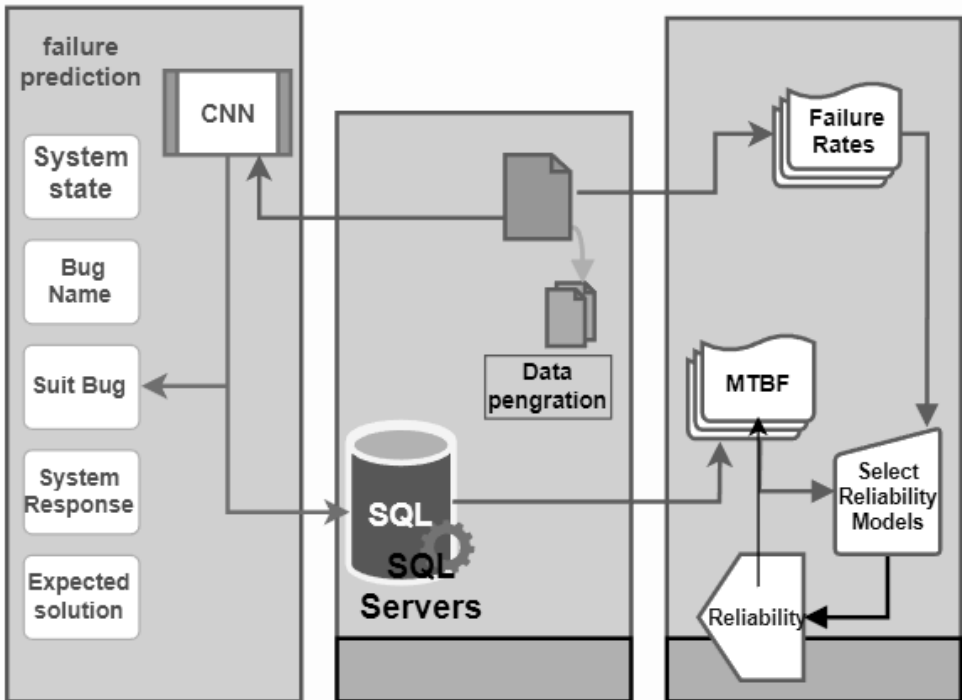 failure
prediction
CNN
System
state
Bug
Name
Suit Bug
System
Response
Expected
solution
Data
pengration
SQL
SQL
Servers
Failure
Rates
MTBF
Select
Reliability
Models
Reliability